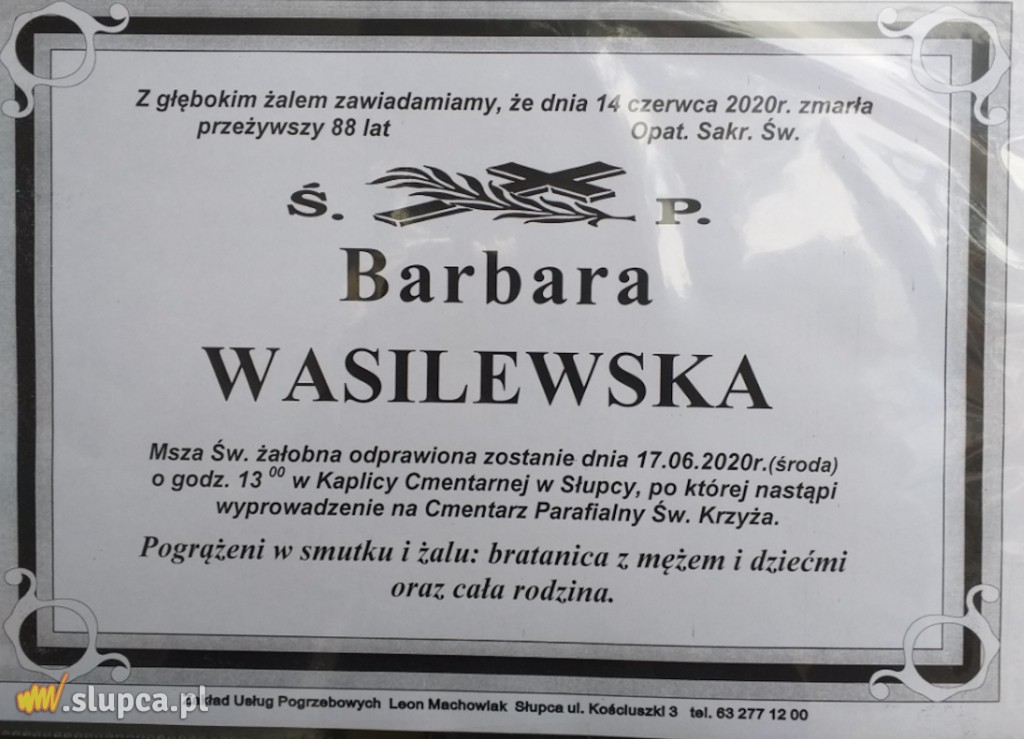 Z głębokim żalem zawiadamiamy, że dnia 14 czerwca 2020r. zmarła
przeżywszy 88 lat Opat. Sakr. Św.
Ś. P.
Barbara
WASILEWSKA
Msza Św. żałobna odprawiona zostanie dnia 17.06.2020r.(środa)
o godz. 13 00 w Kaplicy Cmentarnej w Słupcy, po której nastąpi
wyprowadzenie na Cmentarz Parafialny Św. Krzyża.
Pogrążeni w smutku i żalu: bratanica z mężem i dziećmi
oraz cała rodzina.
www.slupca.pl
Usług Pogrzebowych Leon Machowiak Słupca ul. Kościuszki 3 tel. 63 277 12 00